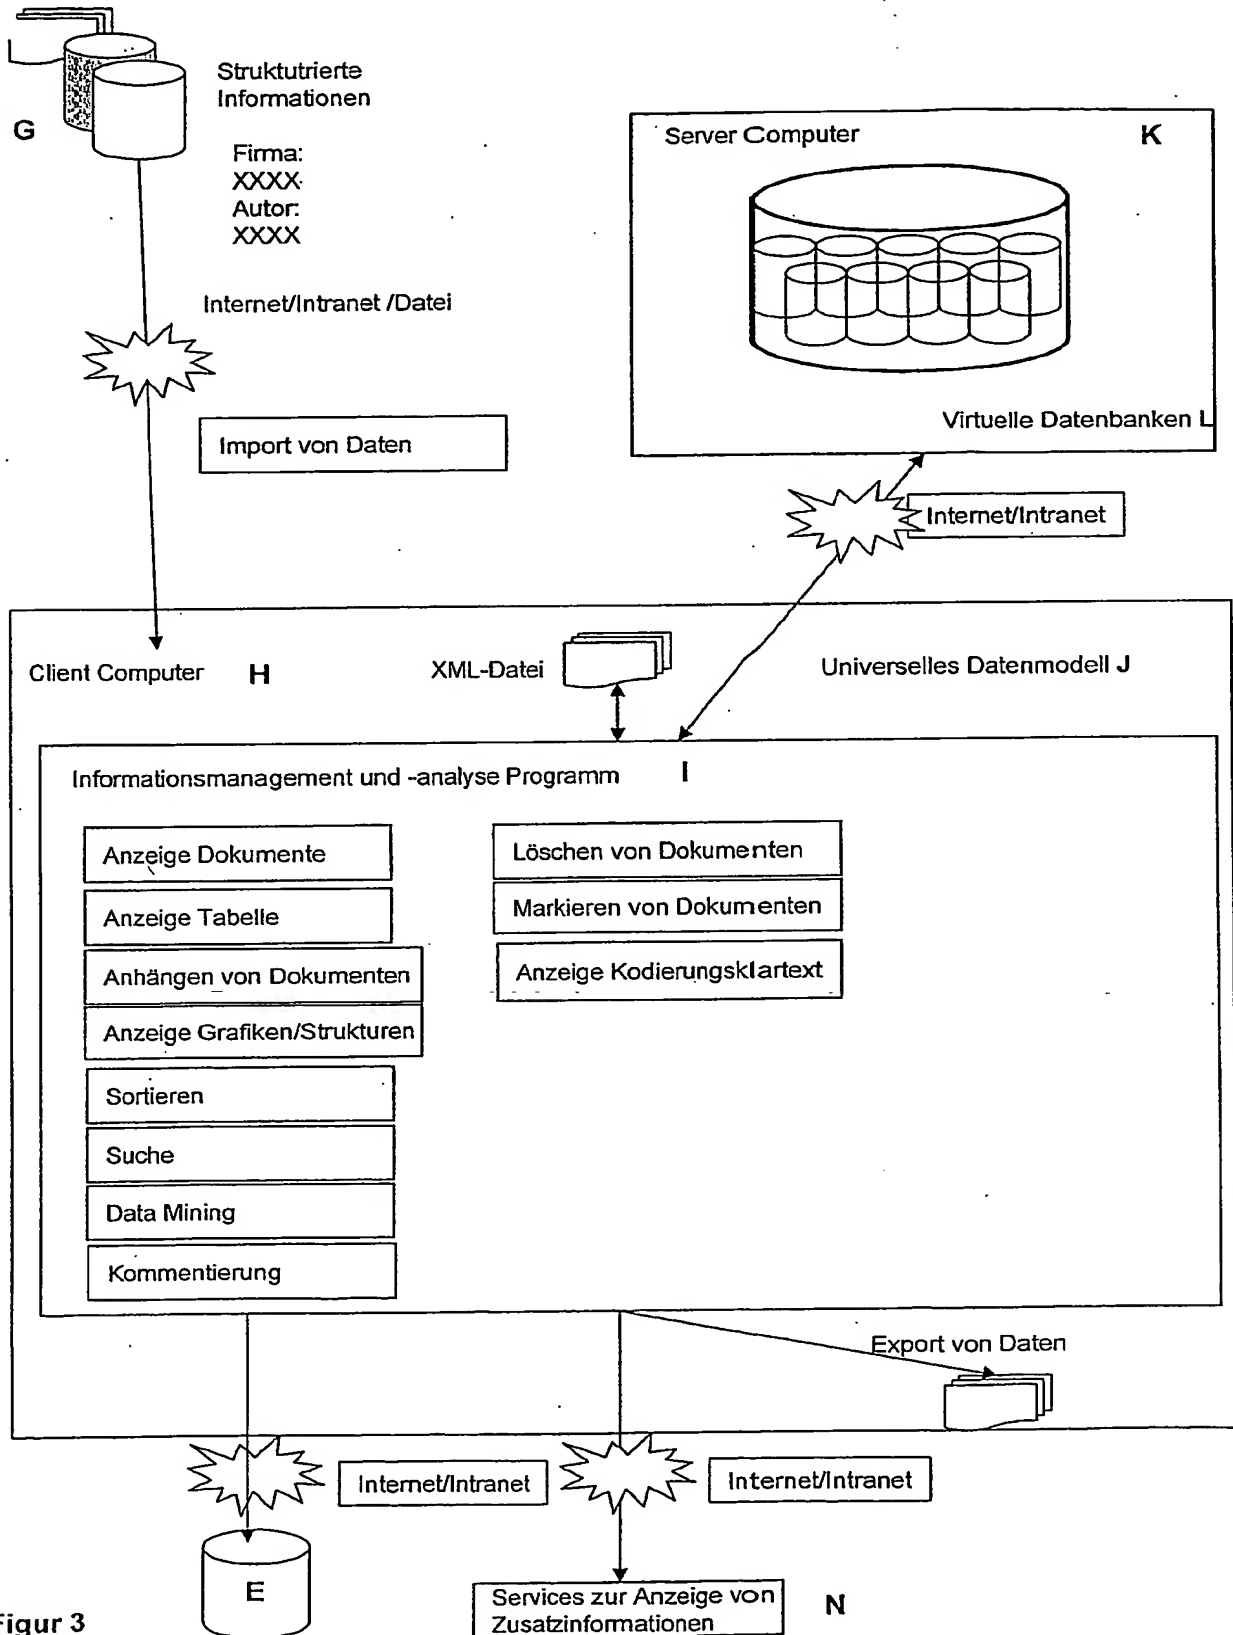 Struktutrierte
Informationen
G
Firma:
XXXX
Autor:
XXXX
Internet/Intranet /Datei
Import von Daten
Server Computer K
Virtuelle Datenbanken L
Internet/Intranet
Client Computer H
XML-Datei
Universelles Datenmodell J
Informationsmanagement und -analyse Programm I
Anzeige Dokumente
Anzeige Tabelle
Anhängen von Dokumenten
Anzeige Grafiken/Strukturen
Sortieren
Suche
Data Mining
Kommentierung
Löschen von Dokumenten
Markieren von Dokumenten
Anzeige Kodierungsklartext
Export von Daten
Internet/Intranet
Internet/Intranet
E
Services zur Anzeige von
Zusatzinformationen
N
Figur 3